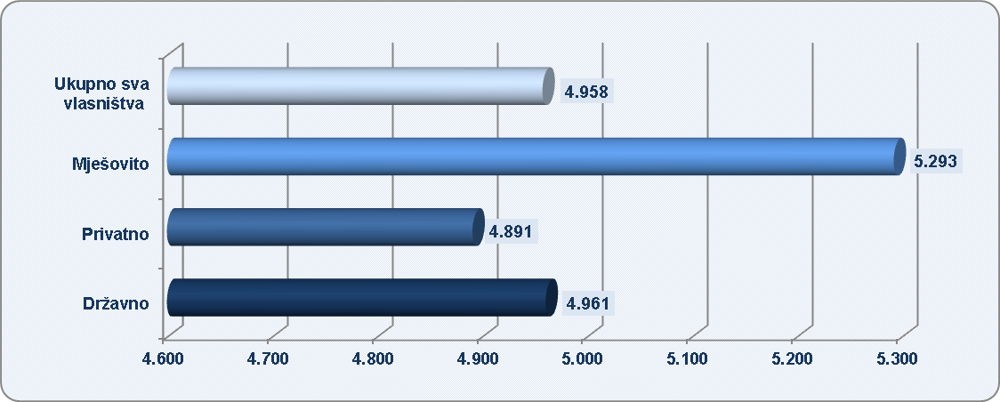 Ukupno sva
vlasništva
4.958
Mješovito
5.293
Privatno
4.891
Državno
4.961
4.600 4.700 4.800 4.900 5.000 5.100 5.200 5.300